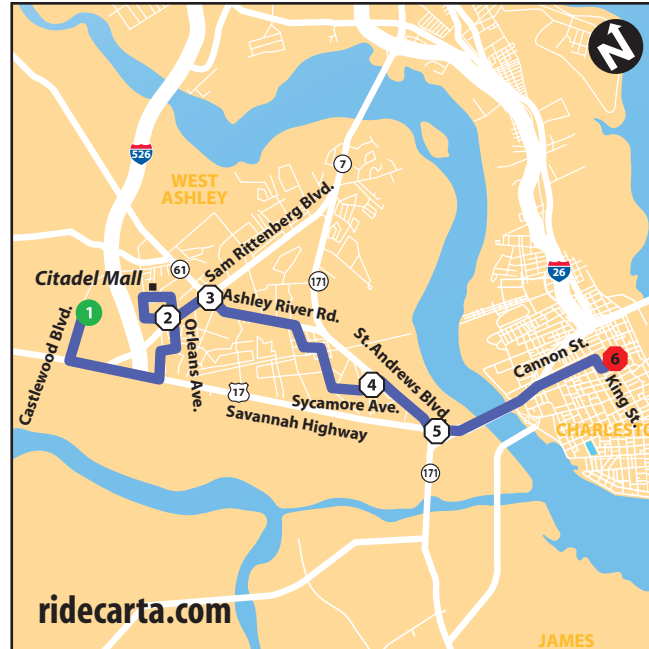 N
526
7
WEST
ASHLEY
Sam Rittenberg Blvd.
61
171
26
Citadel Mall
Castlewood Blvd.
1
2
3
Orleans Ave.
Ashley River Rd.
St. Andrews Blvd.
Cannon St.
6
King St.
17
4
Sycamore Ave.
Savannah Highway
5
CHARLESTO
171
ridecarta.com
JAMES